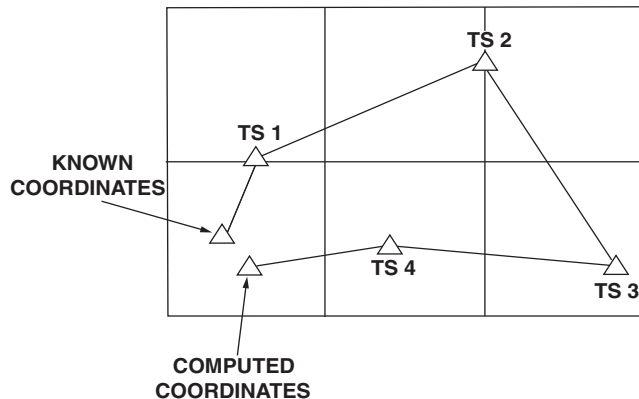 TS 2
TS 1
KNOWN
COORDINATES
TS 4
TS 3
COMPUTED
COORDINATES